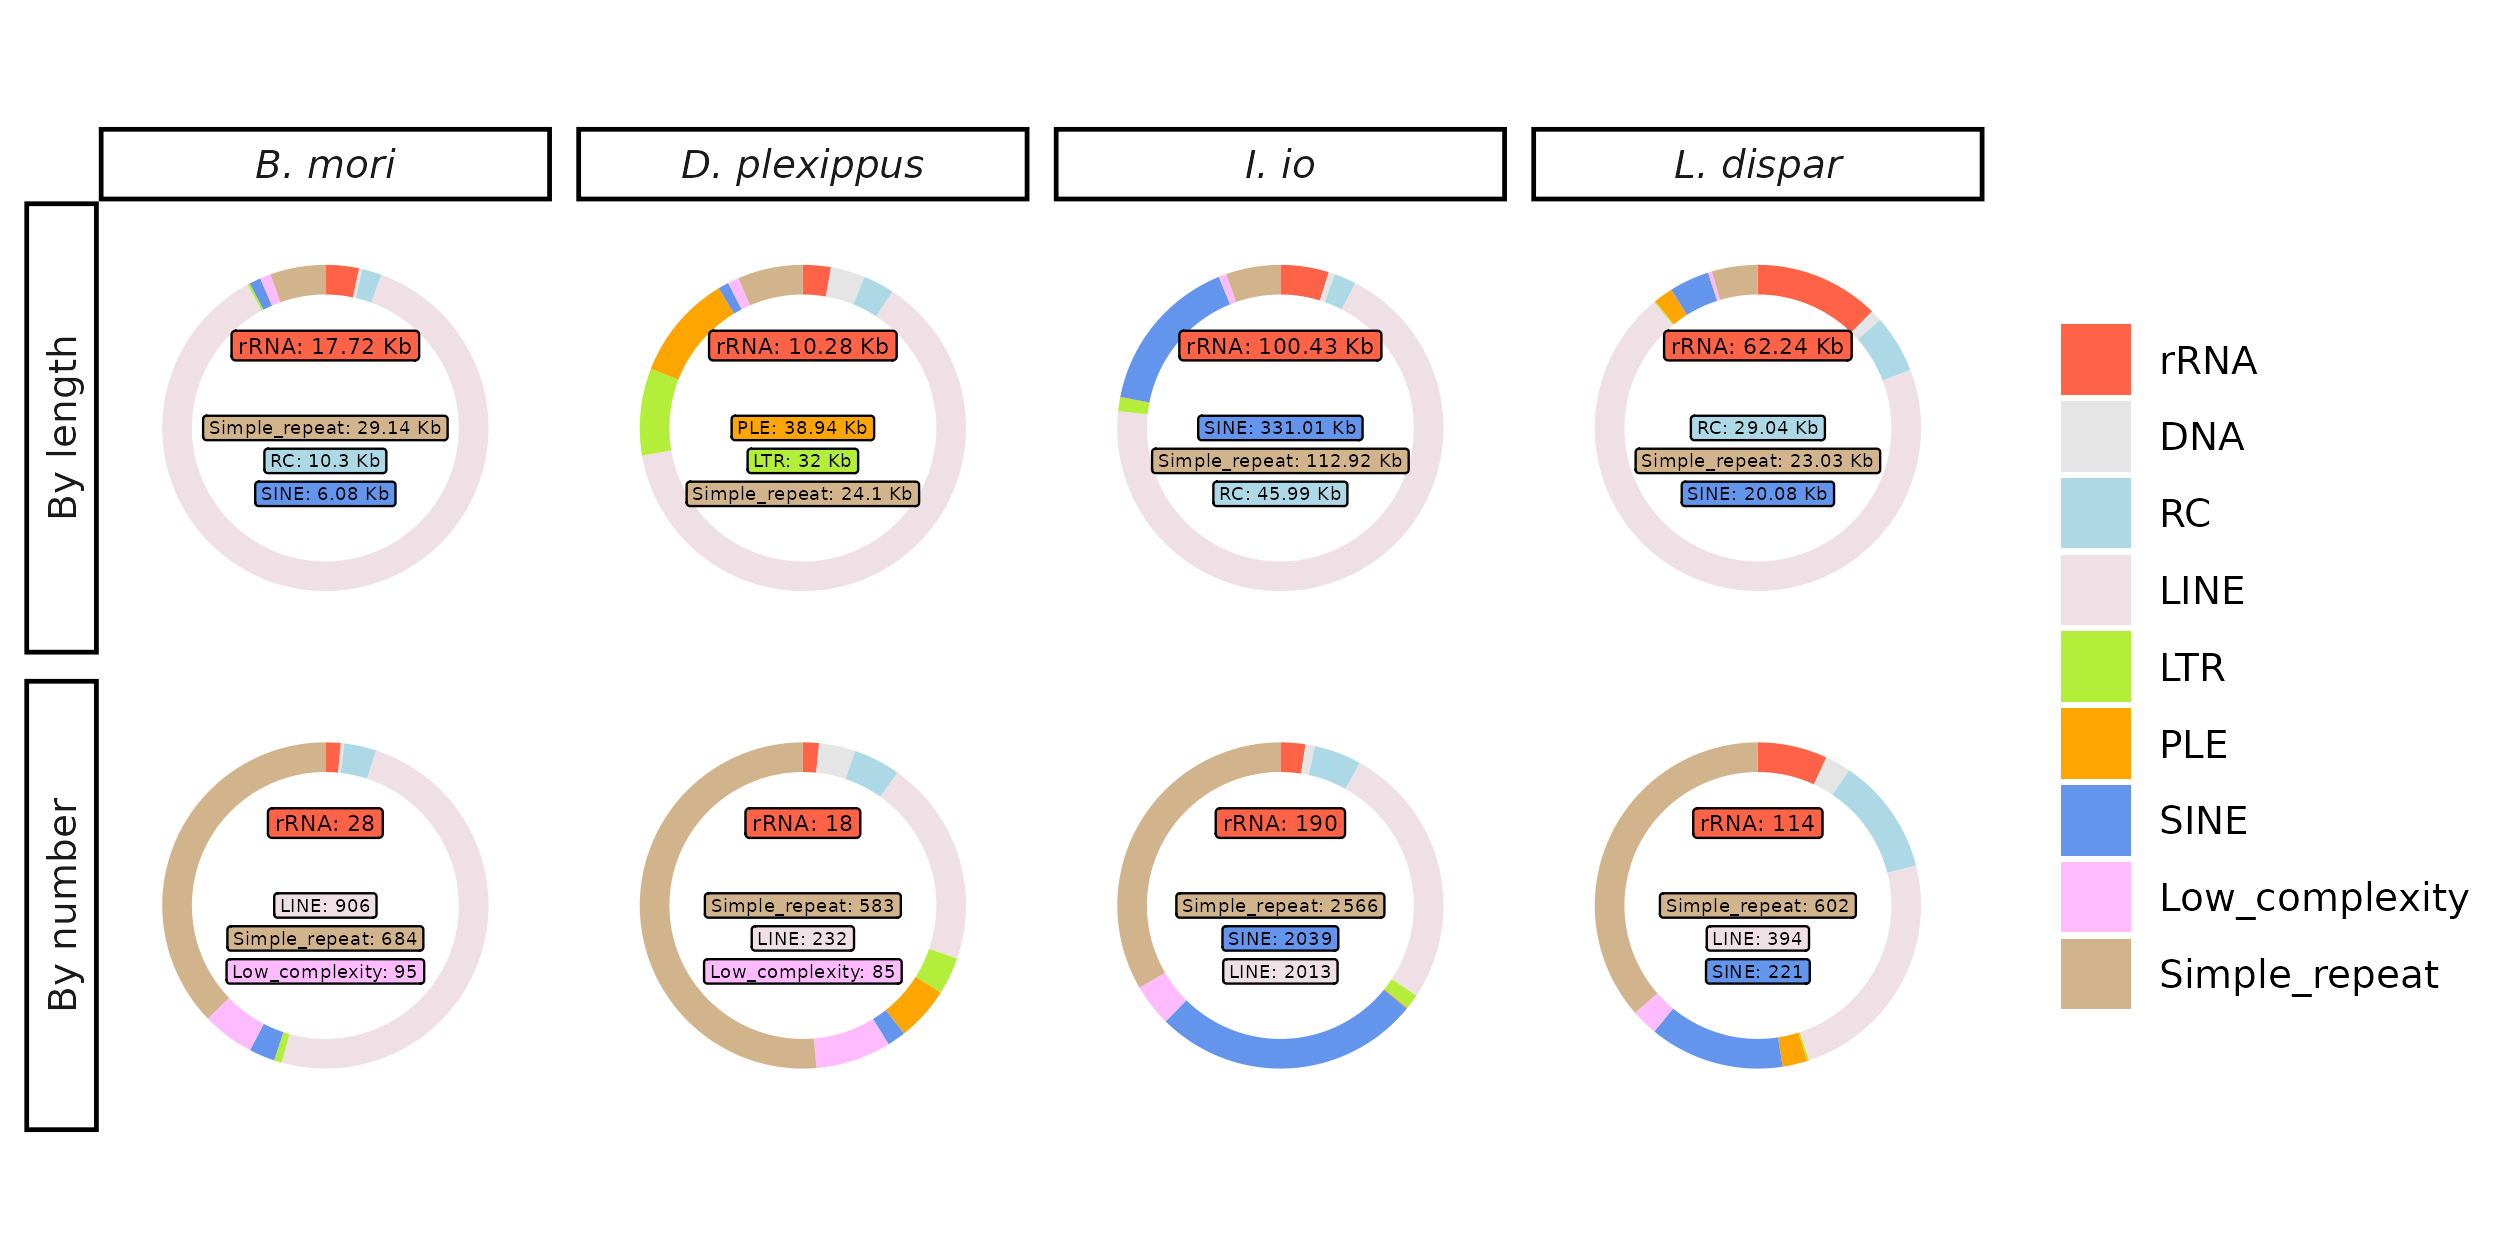 B. mori
D. plexippus
I. io
L. dispar
By length
rRNA: 17.72 Kb
Simple_repeat: 29.14 Kb
RC: 10.3 Kb
SINE: 6.08 Kb
rRNA: 10.28 Kb
PLE: 38.94 Kb
LTR: 32 Kb
Simple_repeat: 24.1 Kb
rRNA: 100.43 Kb
SINE: 331.01 Kb
Simple_repeat: 112.92 Kb
RC: 45.99 Kb
rRNA: 62.24 Kb
RC: 29.04 Kb
Simple_repeat: 23.03 Kb
SINE: 20.08 Kb
By number
rRNA: 28
LINE: 906
Simple_repeat: 684
Low_complexity: 95
rRNA: 18
Simple_repeat: 583
LINE: 232
Low_complexity: 85
rRNA: 190
Simple_repeat: 2566
SINE: 2039
LINE: 2013
rRNA: 114
Simple_repeat: 602
LINE: 394
SINE: 221
rRNA
DNA
RC
LINE
LTR
PLE
SINE
Low_complexity
Simple_repeat